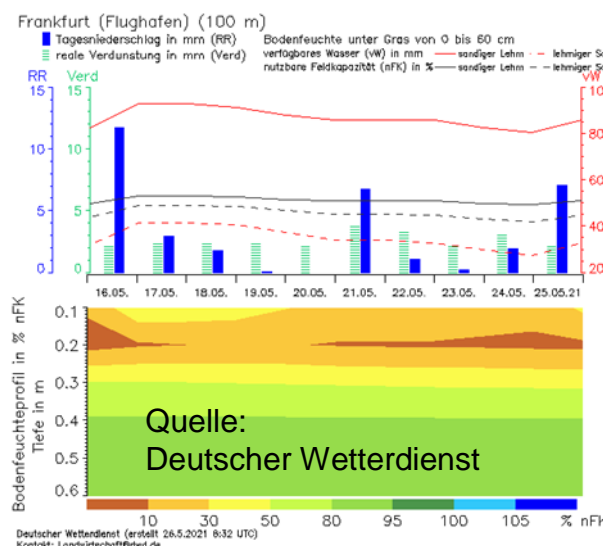 Frankfurt (Flughafen) (100 m)
Tagesniederschlag in mm (RR)
reale Verdunstung in mm (Verd)
Bodenfeuchte unter Gras von 0 bis 60 cm
verfügbares Wasser (vW) in mm
sandiger Lehm
lehmiger S
nutzbare Feldkapazität (nFK) in %
sandiger Lehm
lehmiger S
RR Verd vW
15 15 100
10 10 80
60
5 5 40
0 0 20
16.05. 17.05. 18.05. 19.05. 20.05. 21.05. 22.05. 23.05. 24.05. 25.05.21
Bodenfeuchteprofil in % nFK
Tiefe in m
0.1
0.2
0.3
0.4
0.5
0.6
Quelle:
Deutscher Wetterdienst
10 30 50 80 95 100 105 % nFK
Deutscher Wetterdienst (erstellt 26.5.2021 8:32 UTC)
Kontakt: Landwirtschaft@dwd.de